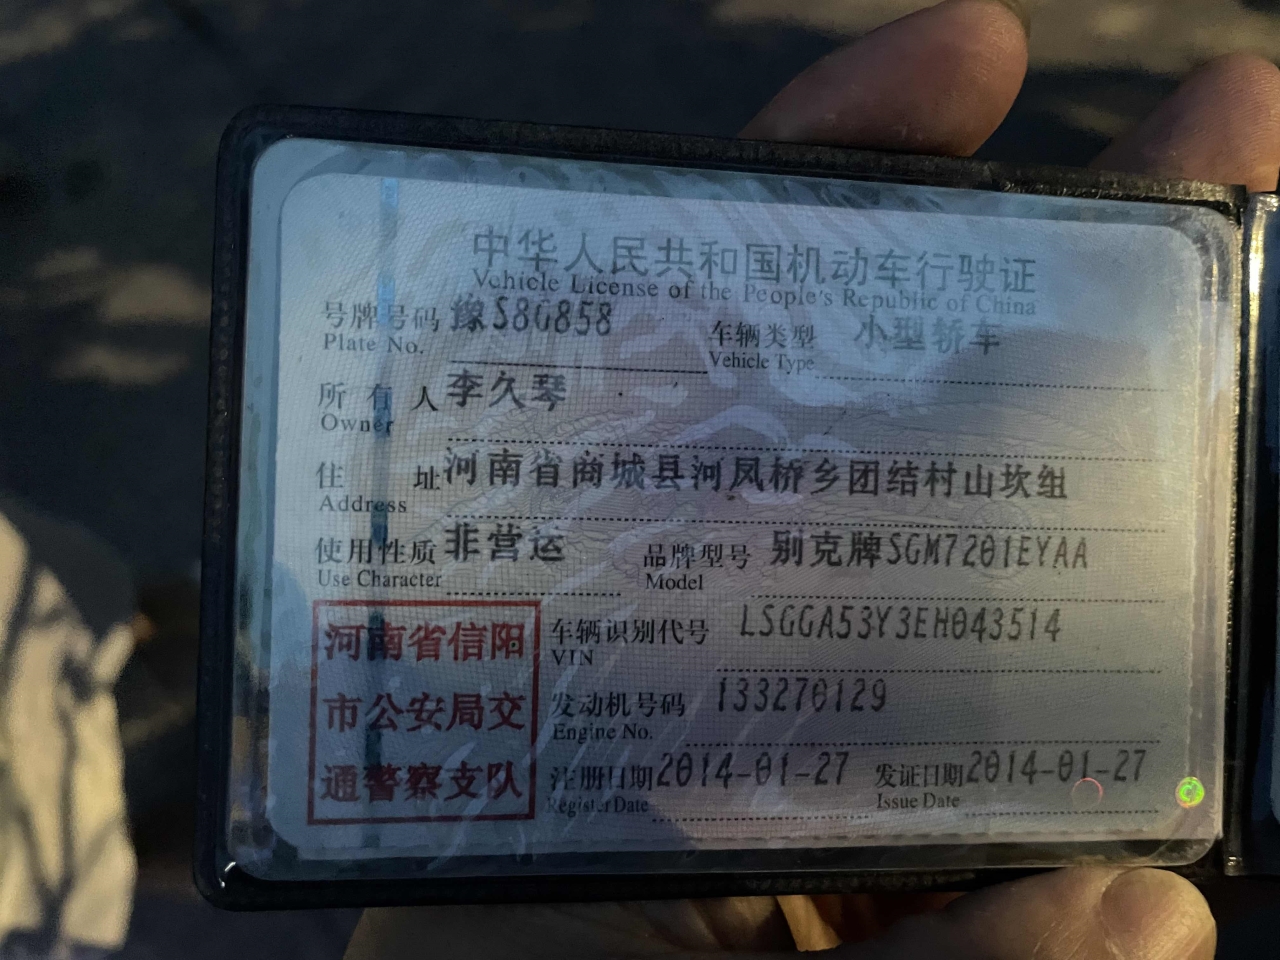 中华人民共和国机动车行驶证
Vehicle License of the People's Republic of China
号牌号码 豫S80858 车辆类型 小型轿车
Plate No. Vehicle Type
所有人 李久琴
Owner
住址 河南省商城县河凤桥乡团结村山坎组
Address
使用性质 非营运 品牌型号 别克牌SGM7201EYAA
Use Character Model
河南省信阳
市公安局交
通警察支队
车辆识别代号 LSGGA53Y3EH043514
VIN
发动机号码 133270129
Engine No.
注册日期 2014-01-27 发证日期 2014-01-27
Register Date Issue Date